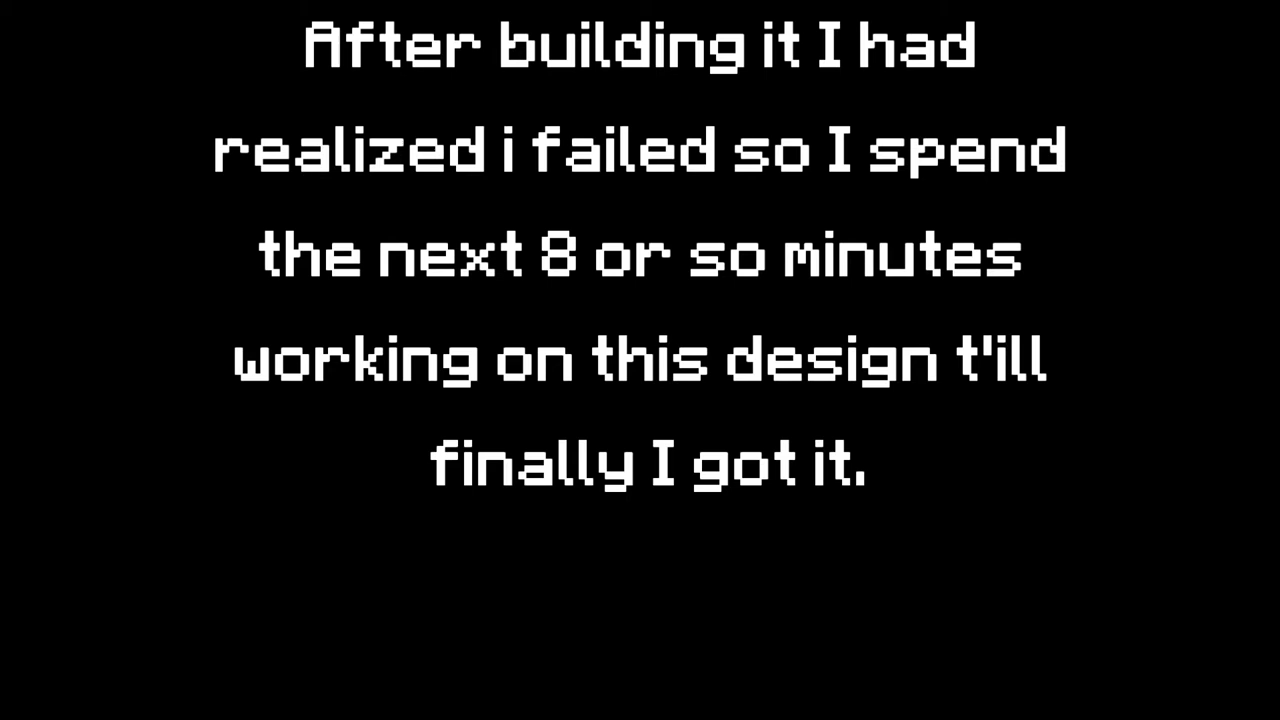 After building it I had
realized i failed so I spend
the next 8 or so minutes
working on this design t'ill
finally I got it.